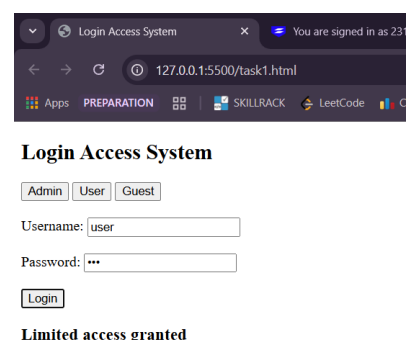 Login Access System
You are signed in as 231
127.0.0.1:5500/task1.html
Apps PREPARATION SKILLRACK LeetCode
Login Access System
Admin User Guest
Username: user
Password: •••
Login
Limited access granted